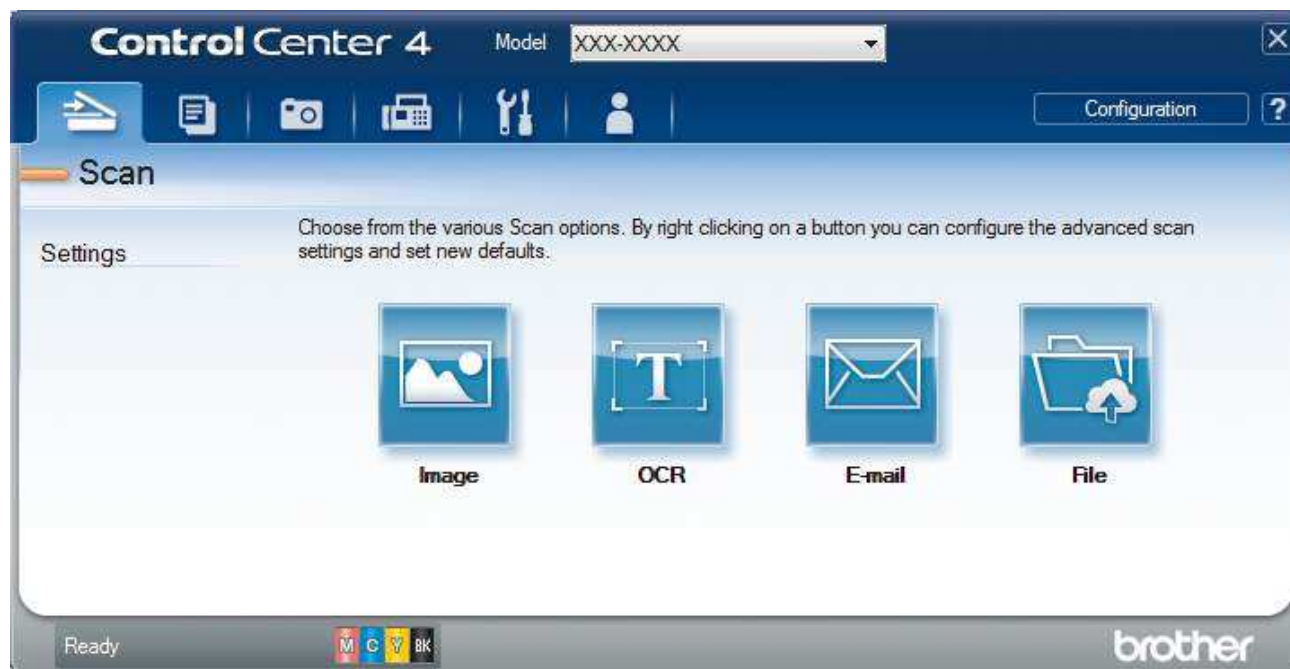 Control Center 4 Model XXX-XXXX
Configuration ?
Scan
Settings
Choose from the various Scan options. By right clicking on a button you can configure the advanced scan
settings and set new defaults.
T
Image OCR E-mail File
Ready M C Y BK brother